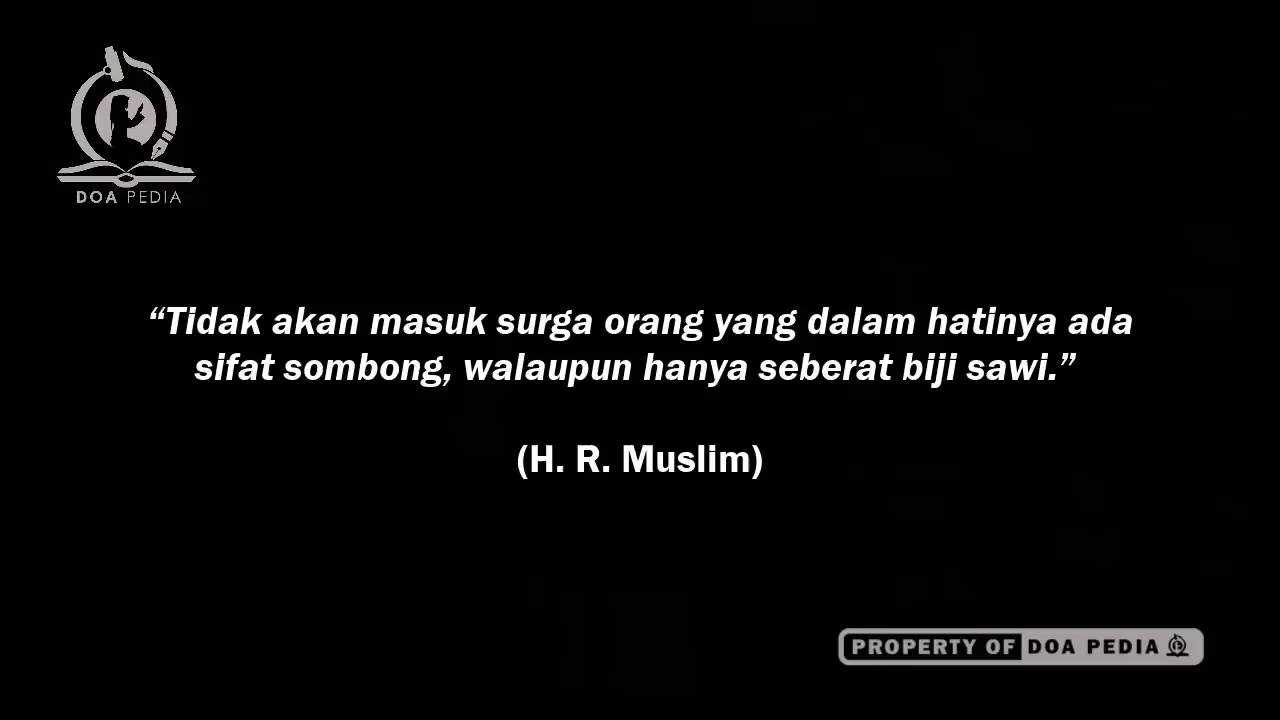 DOA PEDIA
“Tidak akan masuk surga orang yang dalam hatinya ada
sifat sombong, walaupun hanya seberat biji sawi.”
(H. R. Muslim)
PROPERTY OF DOA PEDIA